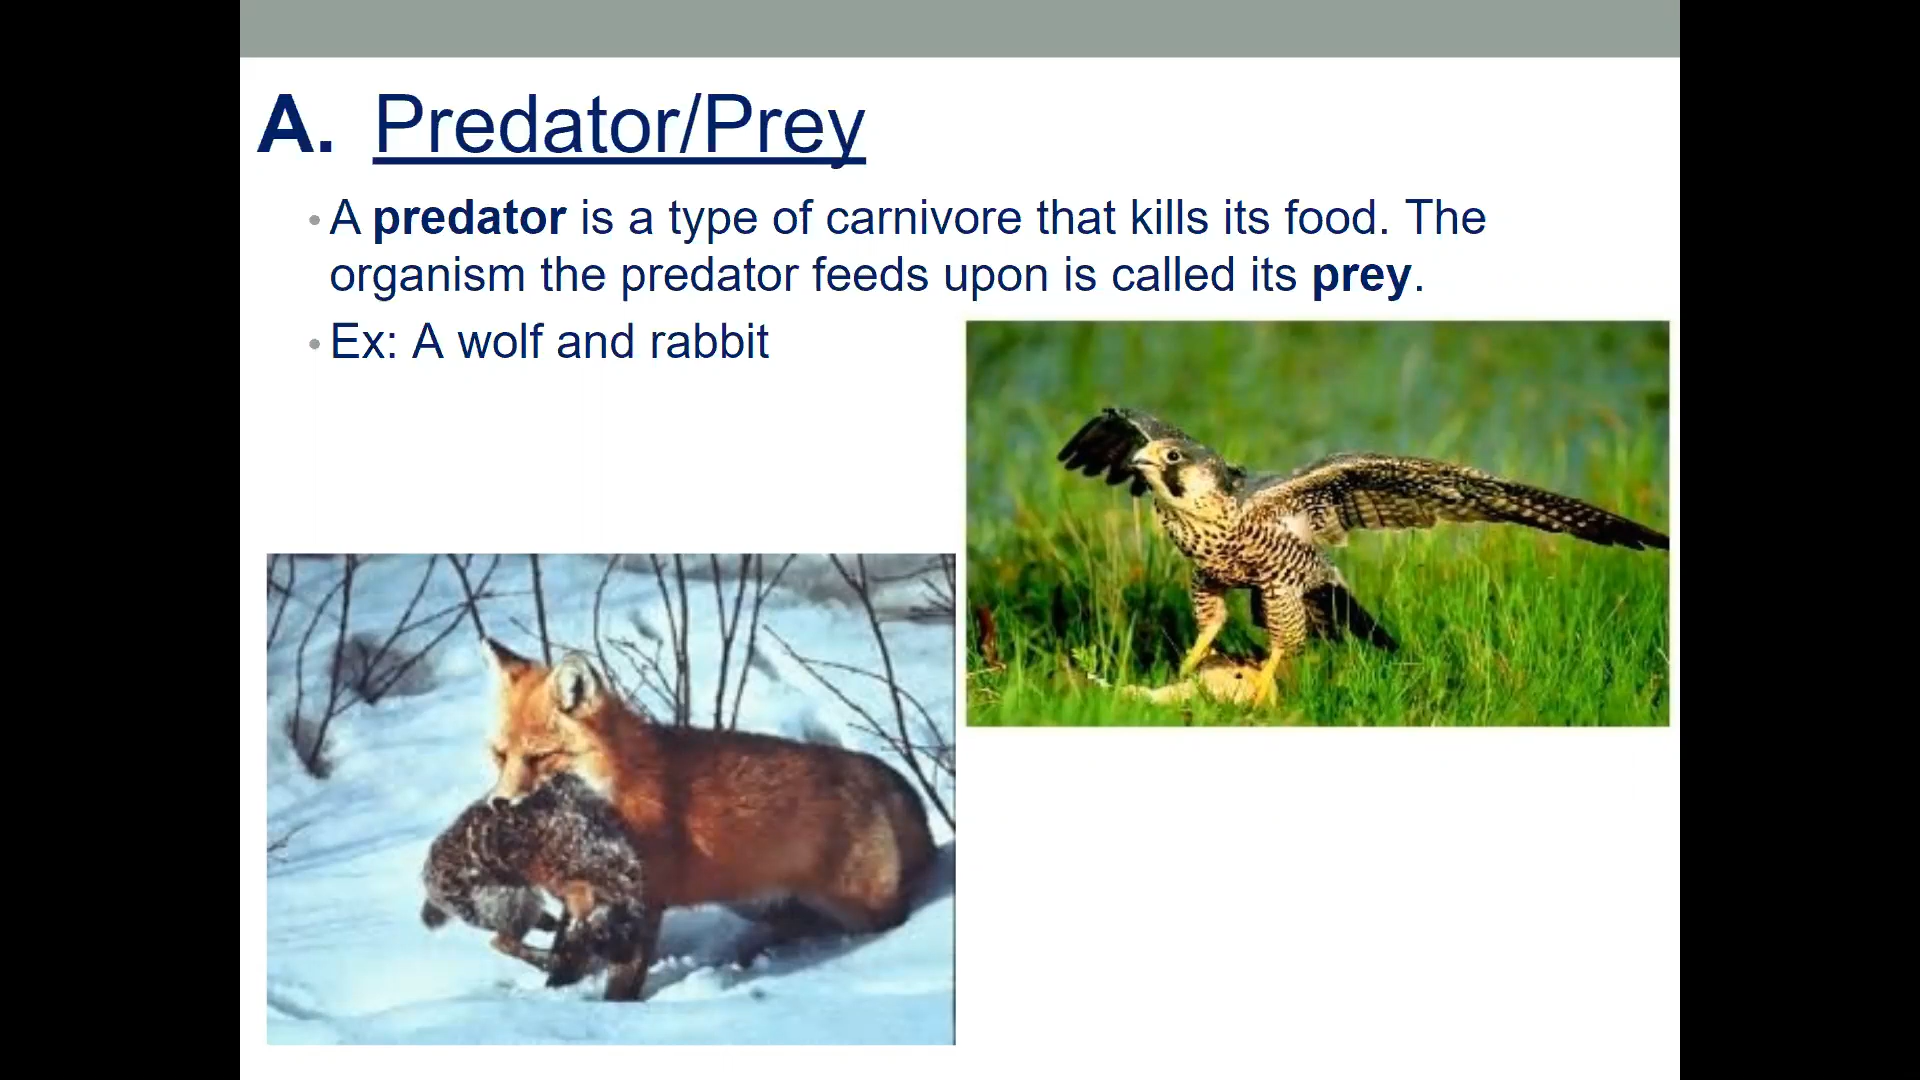 A. Predator/Prey
• A predator is a type of carnivore that kills its food. The
organism the predator feeds upon is called its prey.
• Ex: A wolf and rabbit